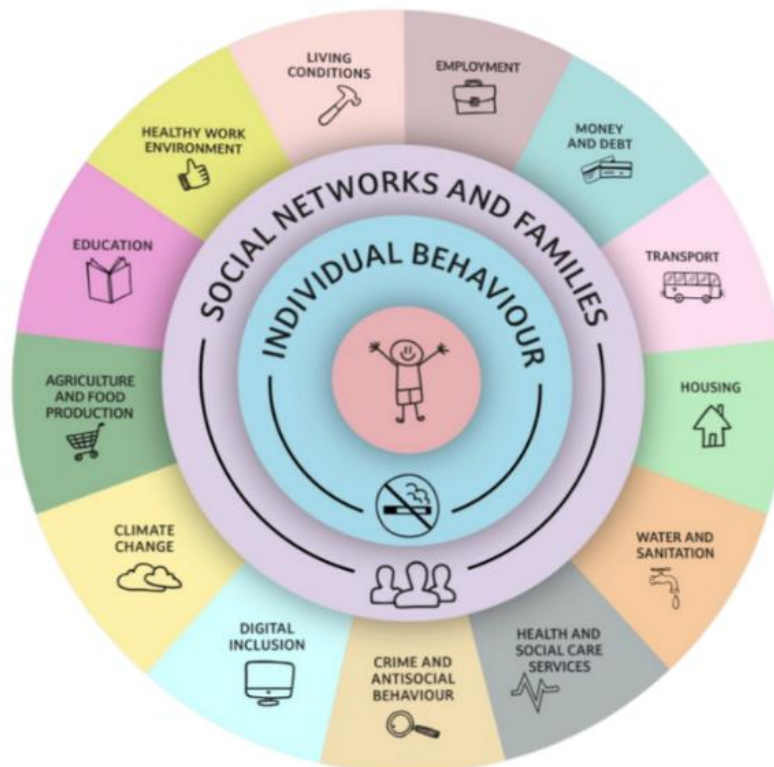 LIVING
CONDITIONS
EMPLOYMENT
MONEY
AND DEBT
TRANSPORT
HOUSING
WATER AND
SANITATION
HEALTH AND
SOCIAL CARE
SERVICES
CRIME AND
ANTISOCIAL
BEHAVIOUR
DIGITAL
INCLUSION
CLIMATE
CHANGE
AGRICULTURE
AND FOOD
PRODUCTION
EDUCATION
HEALTHY WORK
ENVIRONMENT
SOCIAL NETWORKS AND FAMILIES
INDIVIDUAL BEHAVIOUR